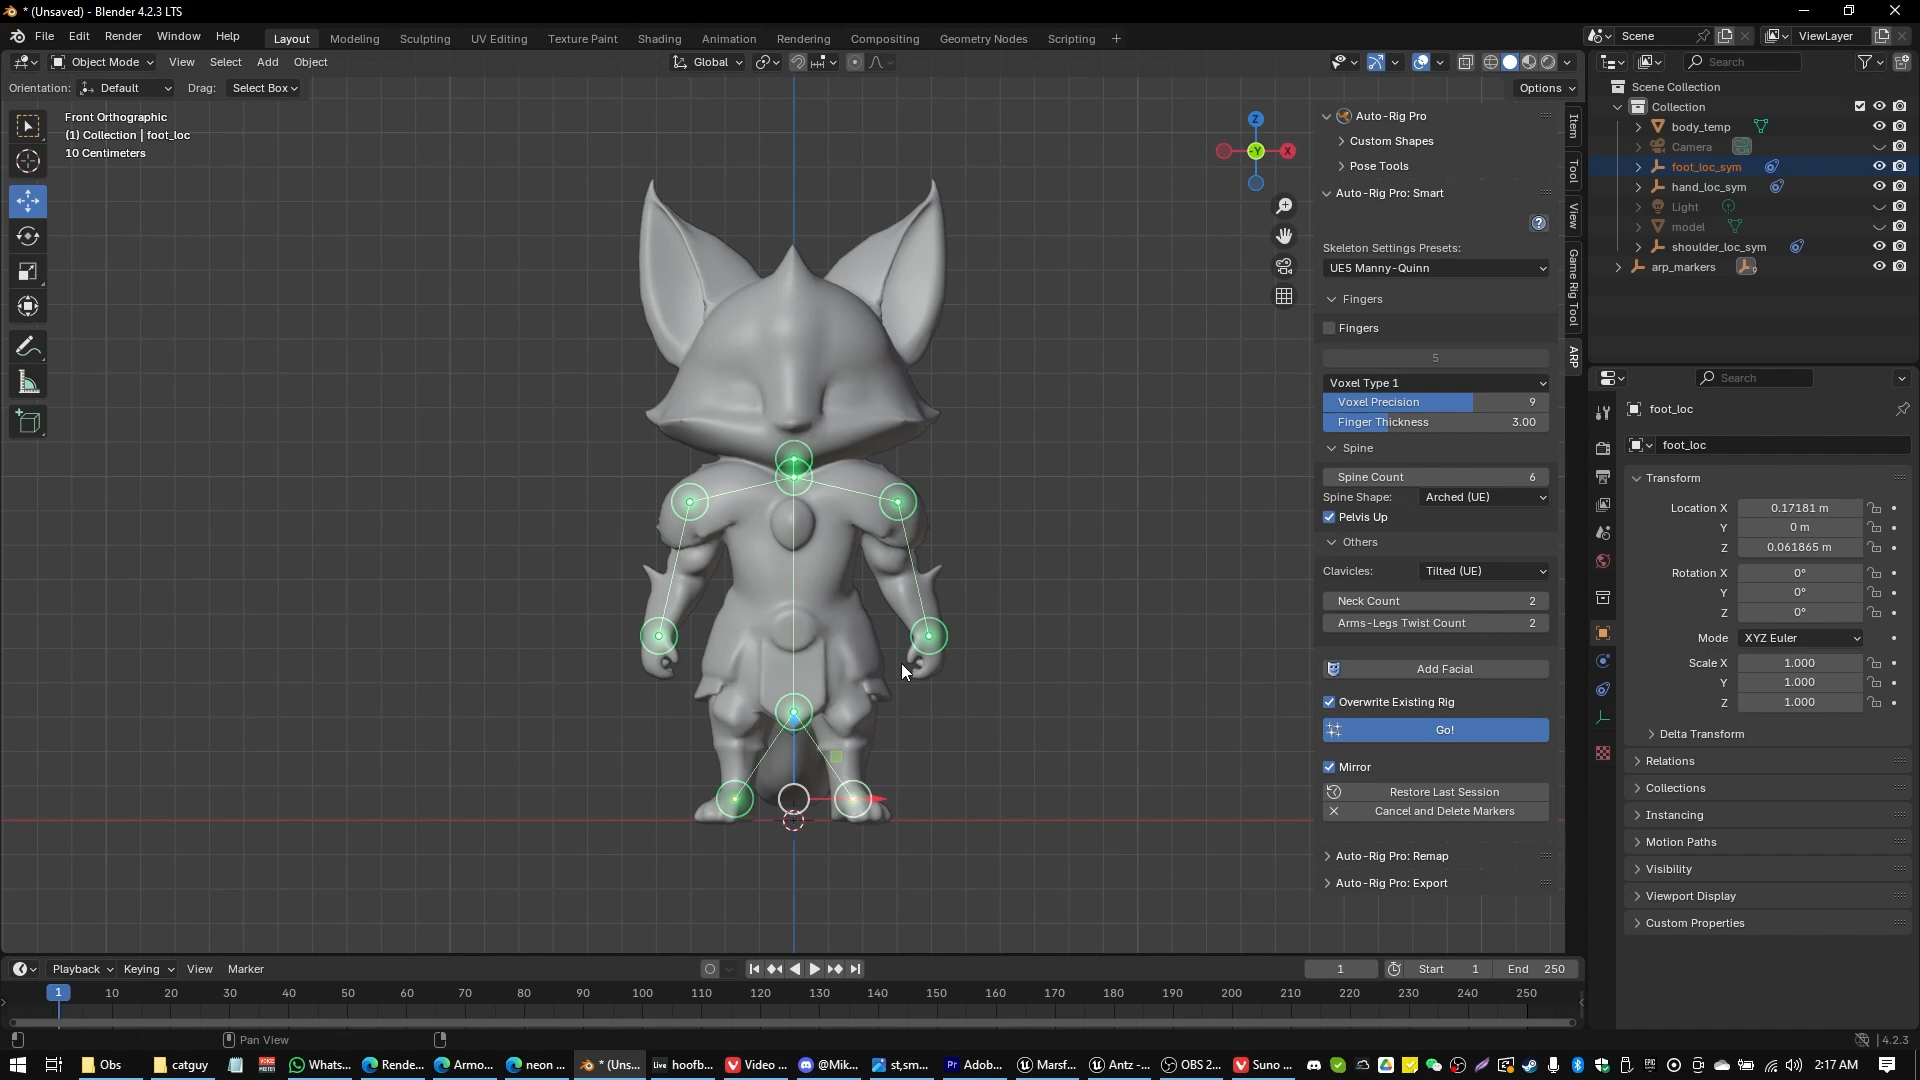 * (Unsaved) - Blender 4.2.3 LTS
File Edit Render Window Help
Layout Modeling Sculpting UV Editing Texture Paint Shading Animation Rendering Compositing Geometry Nodes Scripting +
Scene
ViewLayer
Object Mode View Select Add Object
Global
Search
Orientation: Default Drag: Select Box
Options
Front Orthographic
(1) Collection | foot_loc
10 Centimeters
Z
-Y
X
Auto-Rig Pro
Custom Shapes
Pose Tools
Auto-Rig Pro: Smart
?
Skeleton Settings Presets:
UE5 Manny-Quinn
Fingers
Fingers
5
Voxel Type 1
Voxel Precision 9
Finger Thickness 3.00
Spine
Spine Count 6
Spine Shape: Arched (UE)
Pelvis Up
Others
Clavicles: Tilted (UE)
Neck Count 2
Arms-Legs Twist Count 2
Add Facial
Overwrite Existing Rig
Go!
Mirror
Restore Last Session
Cancel and Delete Markers
Auto-Rig Pro: Remap
Auto-Rig Pro: Export
Item
Tool
View
Game Rig Tool
ARP
Scene Collection
Collection
body_temp
Camera
foot_loc_sym
hand_loc_sym
Light
model
shoulder_loc_sym
arp_markers 9
Search
foot_loc
foot_loc
Transform
Location X 0.17181 m
Y 0 m
Z 0.061865 m
Rotation X 0°
Y 0°
Z 0°
Mode XYZ Euler
Scale X 1.000
Y 1.000
Z 1.000
Delta Transform
Relations
Collections
Instancing
Motion Paths
Visibility
Viewport Display
Custom Properties
Playback Keying View Marker
1 Start 1 End 250
1 10 20 30 40 50 60 70 80 90 100 110 120 130 140 150 160 170 180 190 200 210 220 230 240 250
Pan View
4.2.3
Obs catguy Whats... Rende... Armo... neon ... * (Uns... Live hoofb... Video ... @Mik... st,sm... Pr Adob... Marsf... Antz -... OBS 2... Suno ... 2:17 AM